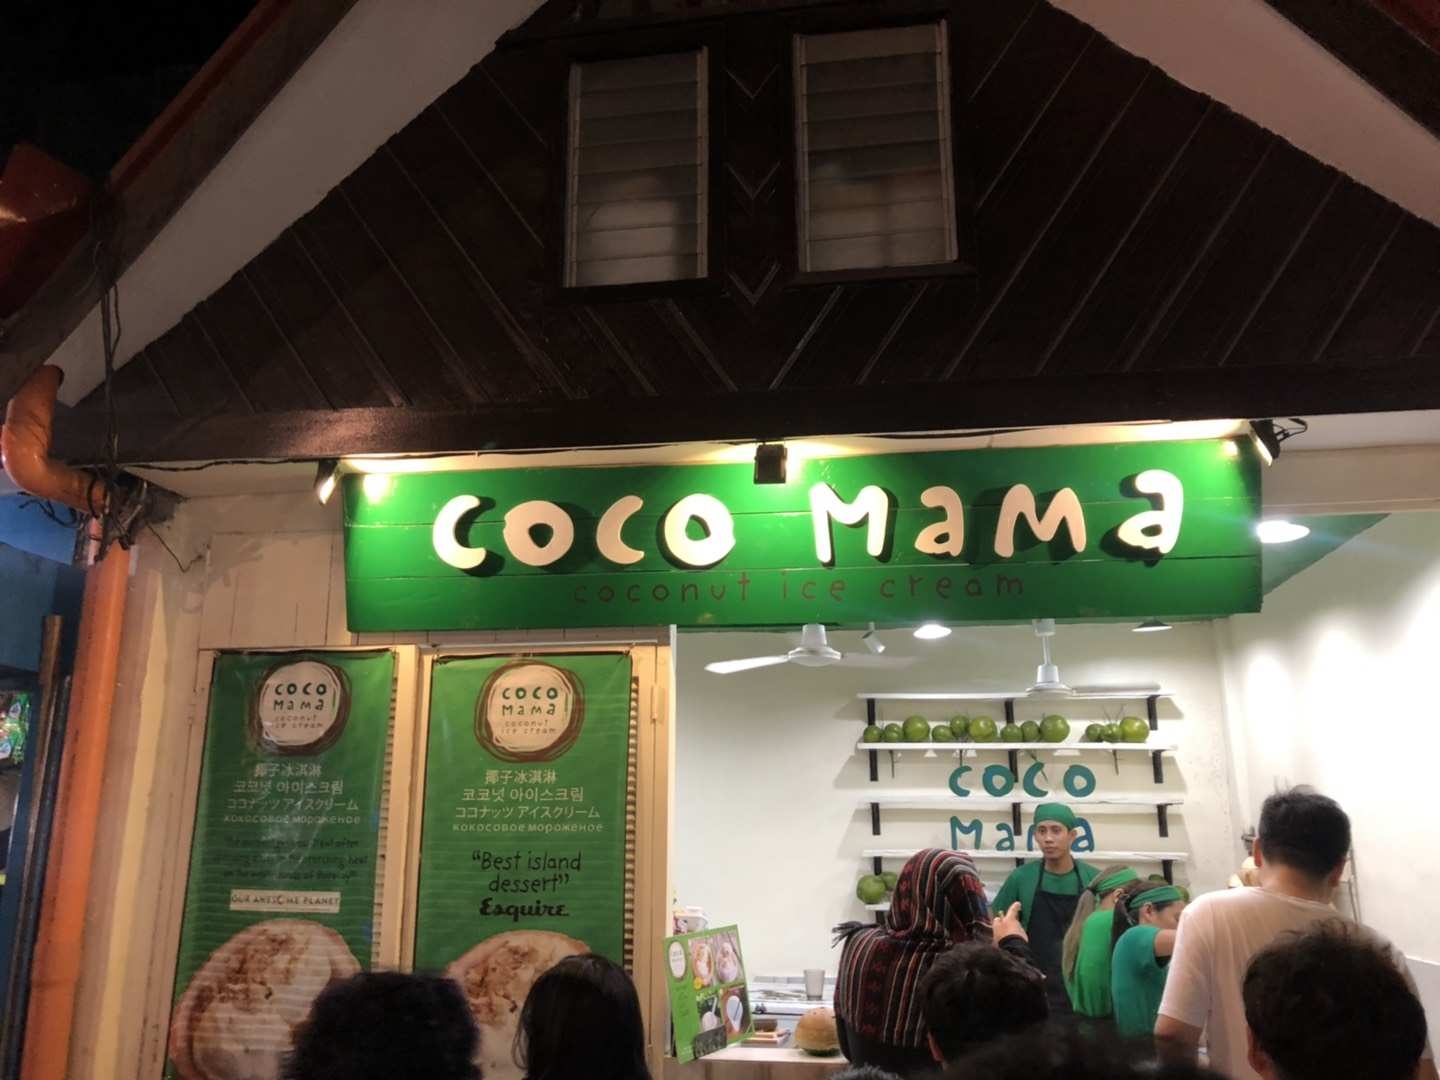 coco mama
coconut ice cream
coco
mama
coconut
ice cream
椰子冰淇淋
코코넛 아이스크림
ココナッツ アイスクリーム
кокосовое мороженое
OUR AWESOME PLANET
coco
mama
coconut
ice cream
椰子冰淇淋
코코넛 아이스크림
ココナッツ アイスクリーム
кокосовое мороженое
"Best island
dessert"
Esquire
coco
mama